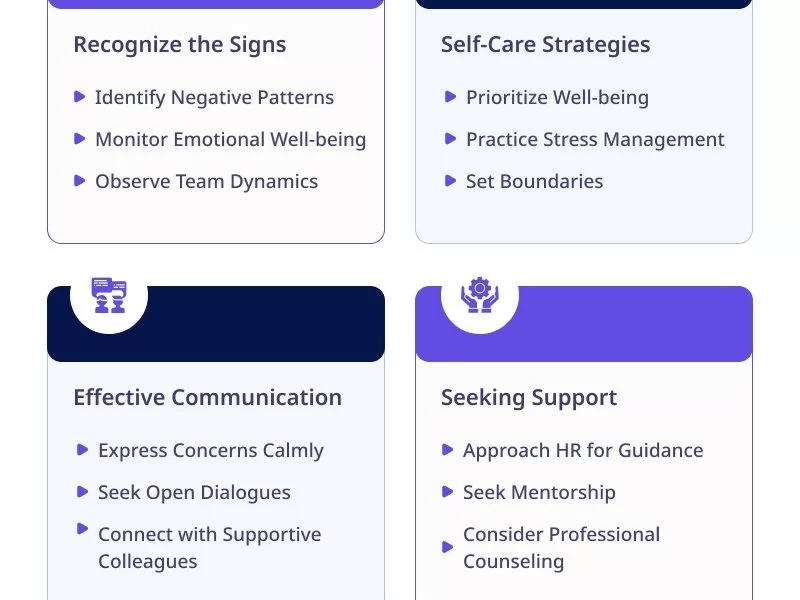 Recognize the Signs
Identify Negative Patterns
Monitor Emotional Well-being
Observe Team Dynamics
Self-Care Strategies
Prioritize Well-being
Practice Stress Management
Set Boundaries
Effective Communication
Express Concerns Calmly
Seek Open Dialogues
Connect with Supportive
Colleagues
Seeking Support
Approach HR for Guidance
Seek Mentorship
Consider Professional
Counseling